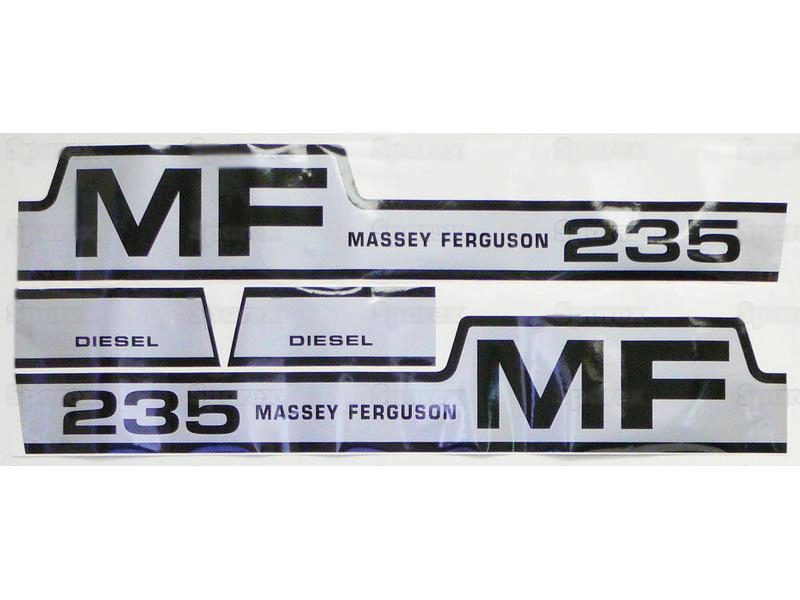 MF MASSEY FERGUSON 235
DIESEL DIESEL
235 MASSEY FERGUSON MF